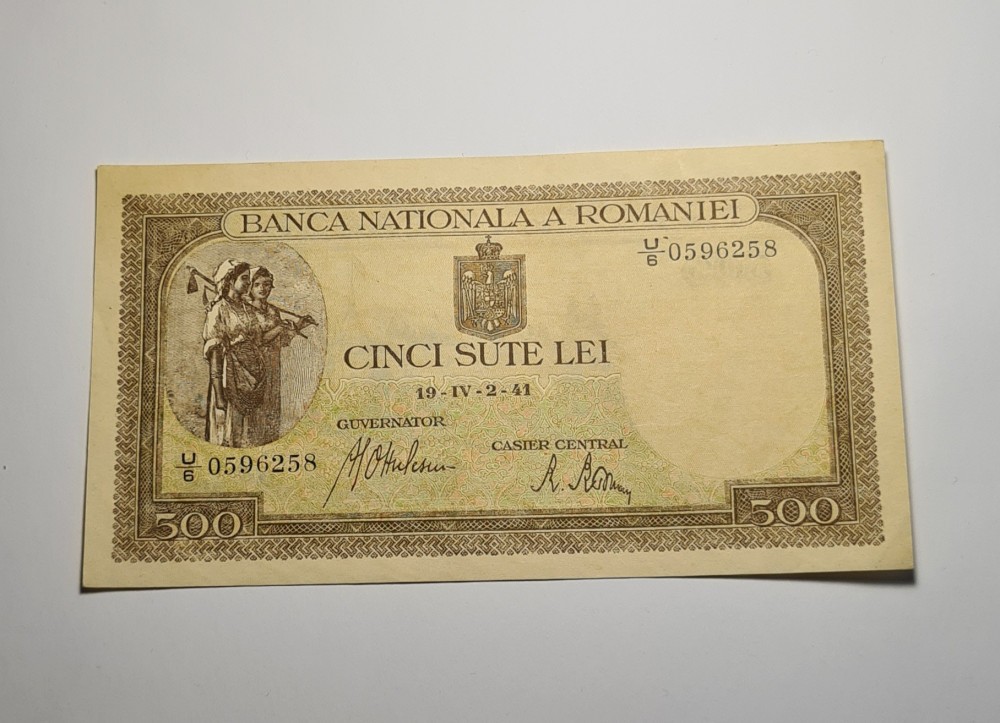 BANCA NATIONALA A ROMANIEI
U/6 0596258
CINCI SUTE LEI
19-IV-2-41
GUVERNATOR
CASIER CENTRAL
U/6 0596258
500 500